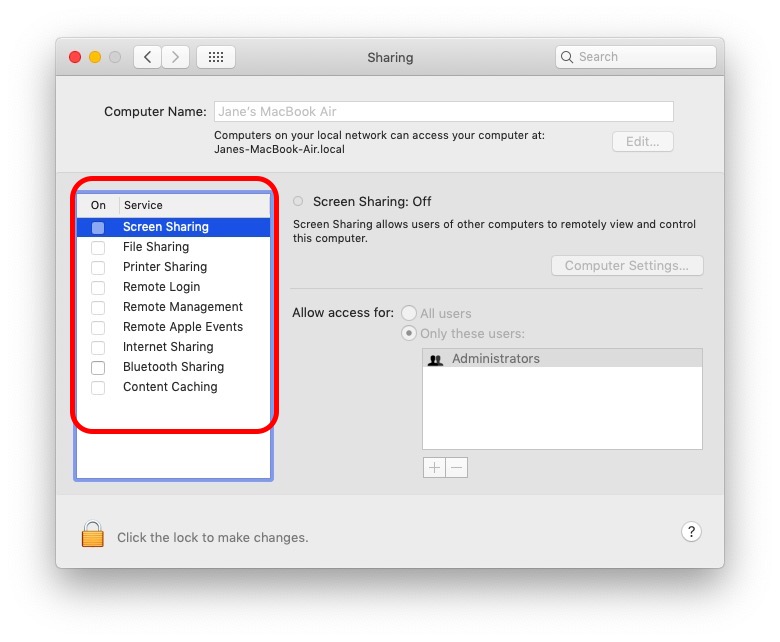 Sharing
Search
Computer Name:
Jane's MacBook Air
Computers on your local network can access your computer at:
Janes-MacBook-Air.local
Edit...
On
Service
Screen Sharing
File Sharing
Printer Sharing
Remote Login
Remote Management
Remote Apple Events
Internet Sharing
Bluetooth Sharing
Content Caching
Screen Sharing: Off
Screen Sharing allows users of other computers to remotely view and control
this computer.
Computer Settings...
Allow access for:
All users
Only these users:
Administrators
Click the lock to make changes.
?